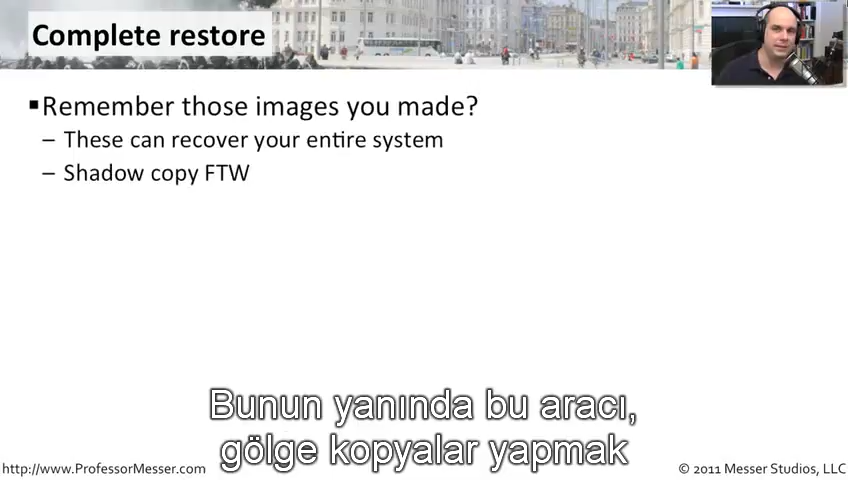 Complete restore
▪Remember those images you made?
– These can recover your entire system
– Shadow copy FTW
Bunun yanında bu aracı,
gölge kopyalar yapmak
http://www.ProfessorMesser.com
© 2011 Messer Studios, LLC